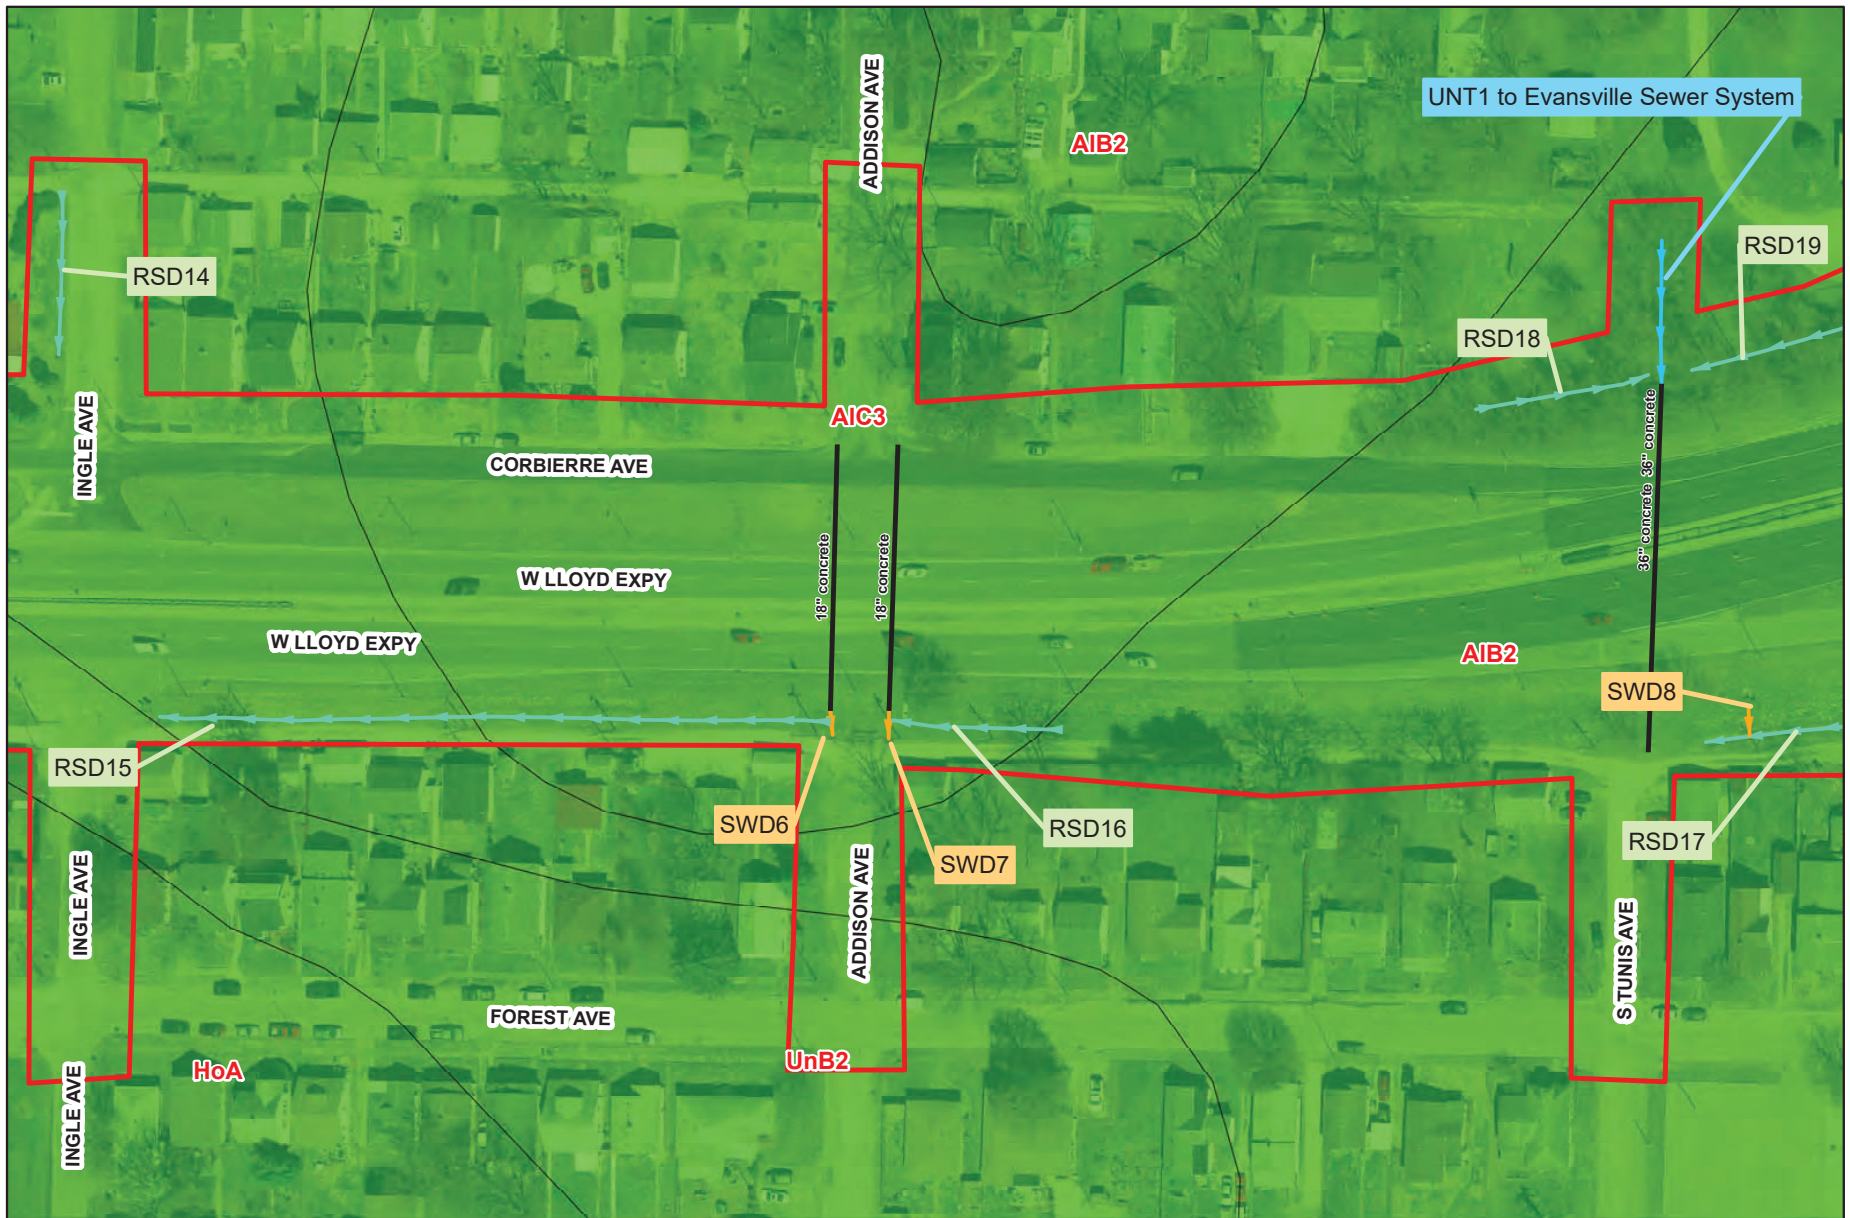 ADDISON AVE
AIB2
UNT1 to Evansville Sewer System
RSD19
RSD14
RSD18
INGLE AVE
AIC3
CORBIERRE AVE
36" concrete 36" concrete
18" concrete
18" concrete
W LLOYD EXPY
W LLOYD EXPY
AIB2
SWD8
RSD15
SWD6
RSD16
RSD17
SWD7
INGLE AVE
ADDISON AVE
S TUNIS AVE
FOREST AVE
UnB2
HoA
INGLE AVE